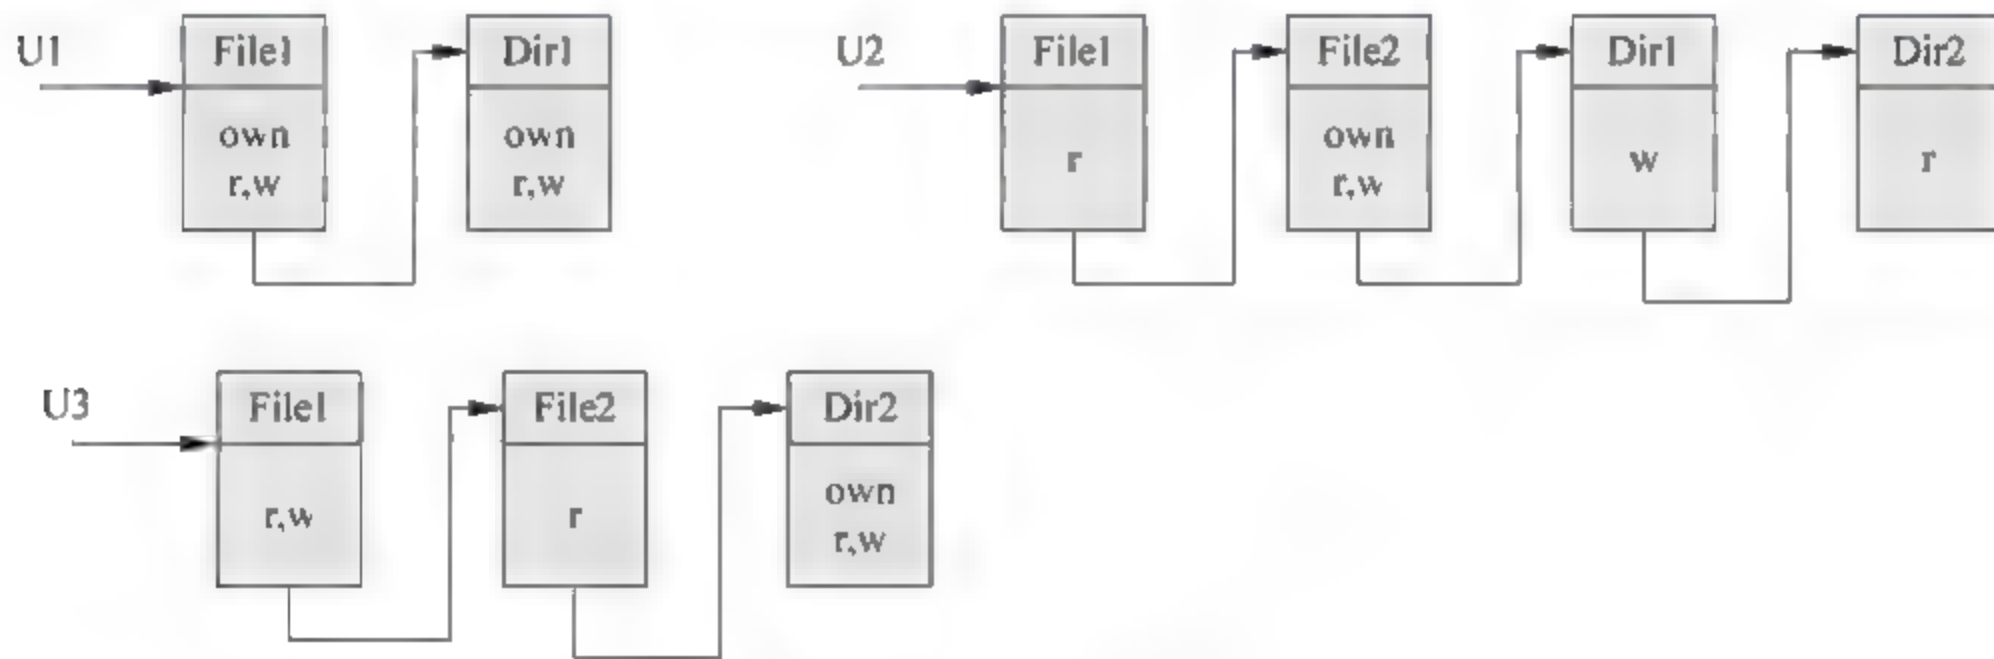 U1
File1
own
r,w
Dir1
own
r,w
U2
File1
r
File2
own
r,w
Dir1
w
Dir2
r
U3
File1
r,w
File2
r
Dir2
own
r,w